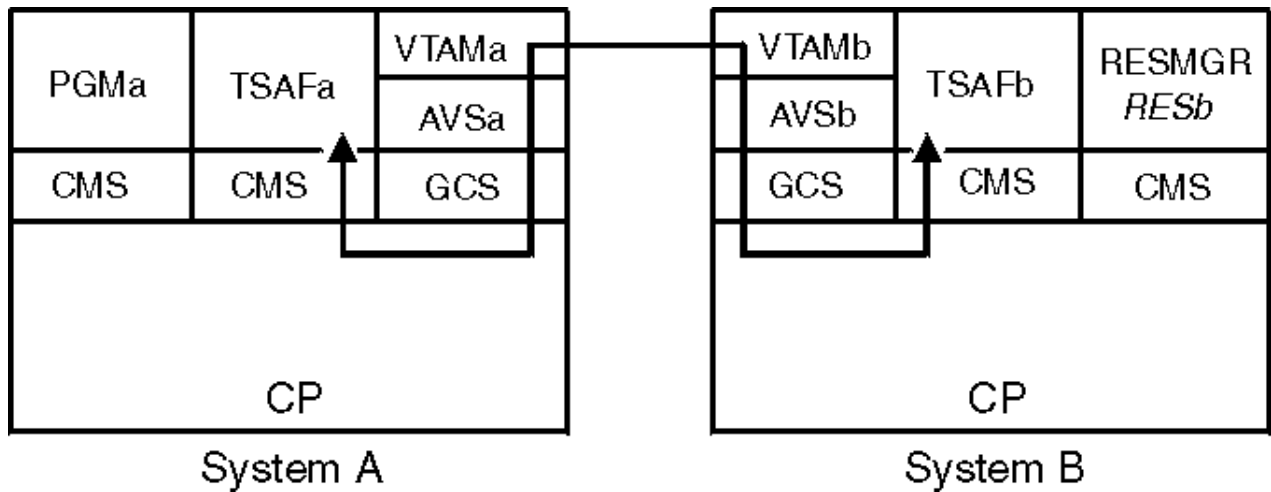 PGMa
TSAFa
VTAMa
AVSa
CMS
CMS
GCS
CP
System A
VTAMb
AVSb
TSAFb
RESMGR
RESb
GCS
CMS
CMS
CP
System B